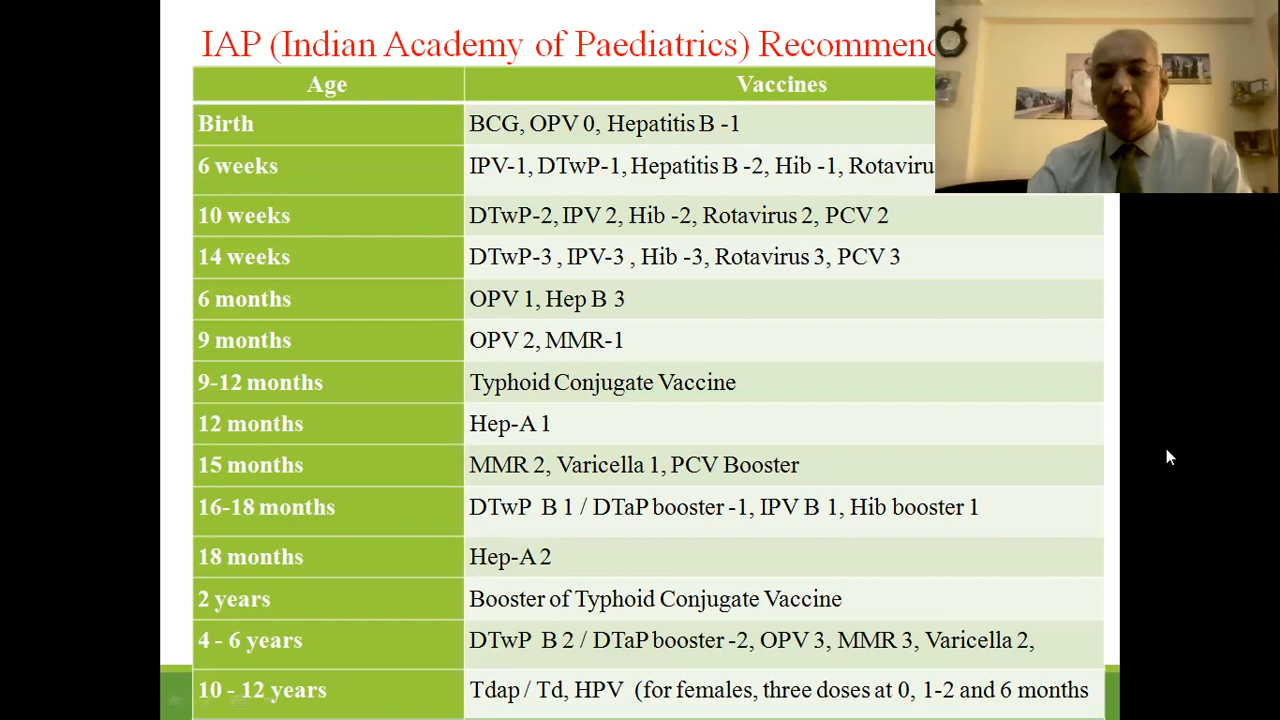 IAP (Indian Academy of Paediatrics)
Age Vaccines
Birth BCG, OPV 0, Hepatitis B -1
6 weeks IPV-1, DTwP-1, Hepatitis B -2, Hib -1,
10 weeks DTwP-2, IPV 2, Hib -2, Rotavirus 2, PCV 2
14 weeks DTwP-3 , IPV-3 , Hib -3, Rotavirus 3, PCV 3
6 months OPV 1, Hep B 3
9 months OPV 2, MMR-1
9-12 months Typhoid Conjugate Vaccine
12 months Hep-A 1
15 months MMR 2, Varicella 1, PCV Booster
16-18 months DTwP B 1 / DTaP booster -1, IPV B 1, Hib booster 1
18 months Hep-A 2
2 years Booster of Typhoid Conjugate Vaccine
4 - 6 years DTwP B 2 / DTaP booster -2, OPV 3, MMR 3, Varicella 2,
10 - 12 years Tdap / Td, HPV (for females, three doses at 0, 1-2 and 6 months